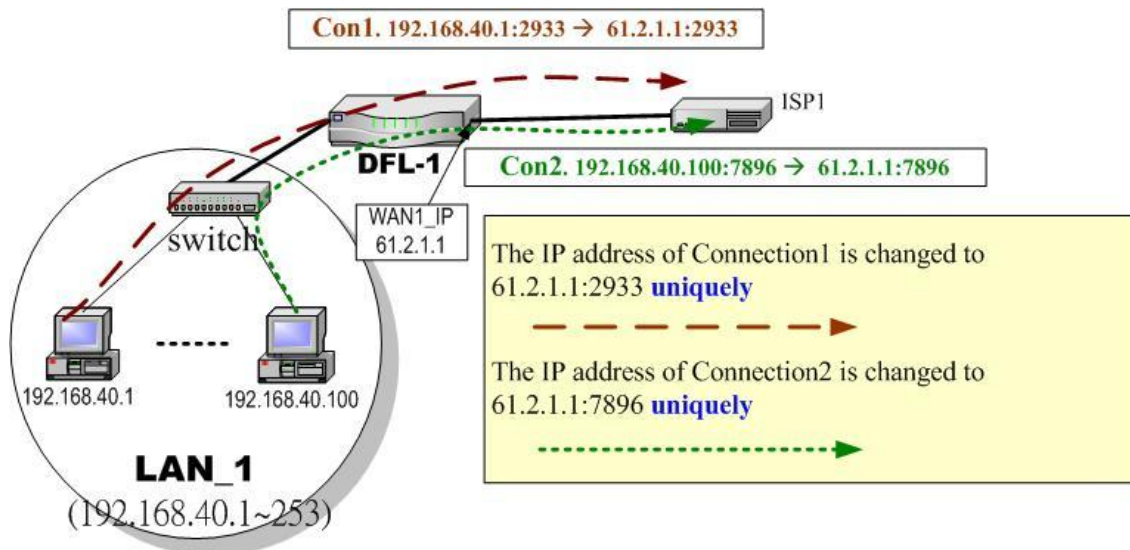 Con1. 192.168.40.1:2933 → 61.2.1.1:2933
ISP1
DFL-1
Con2. 192.168.40.100:7896 → 61.2.1.1:7896
WAN1_IP
61.2.1.1
switch
The IP address of Connection1 is changed to
61.2.1.1:2933 uniquely
The IP address of Connection2 is changed to
61.2.1.1:7896 uniquely
192.168.40.1
192.168.40.100
LAN_1
(192.168.40.1~253)